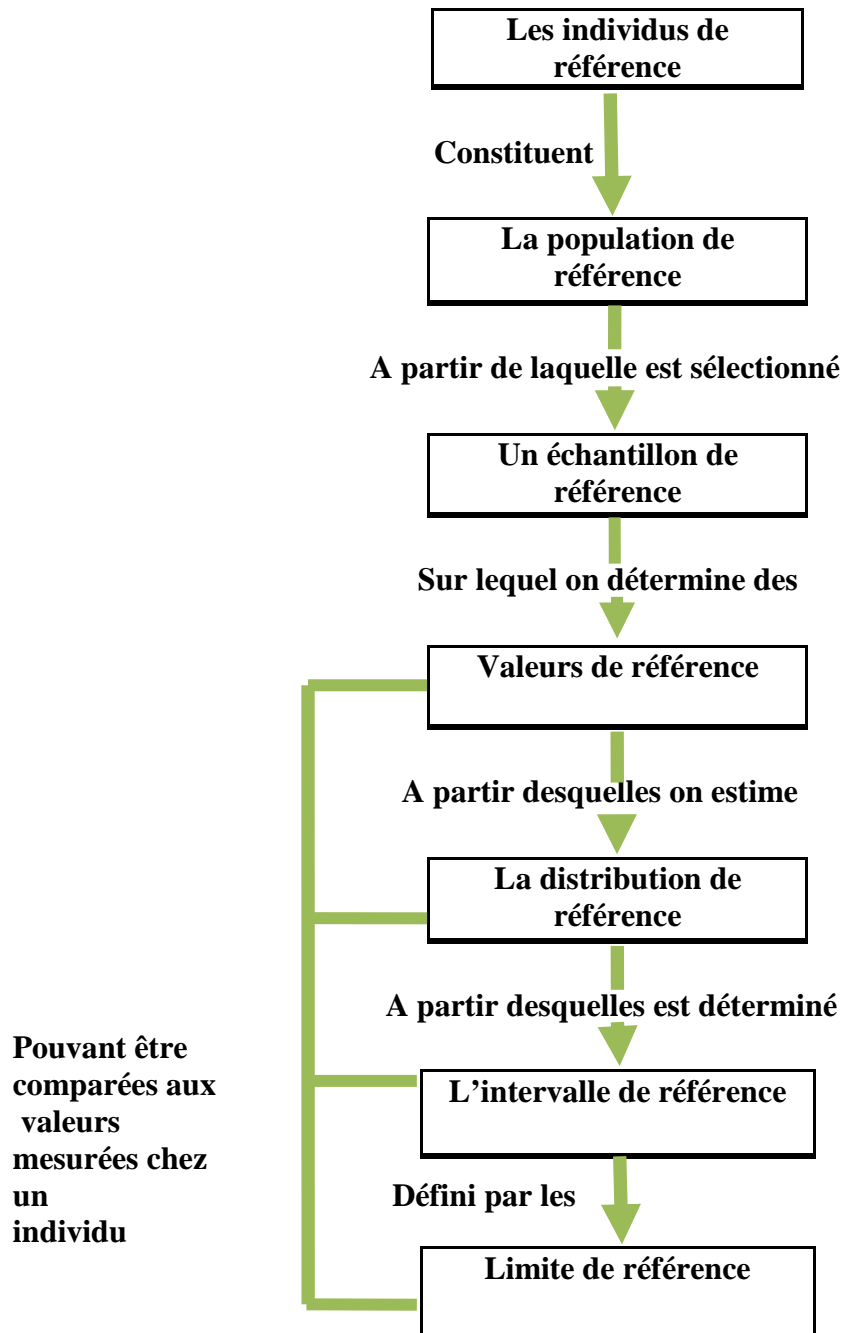 Les individus de
référence
Constituent
La population de
référence
A partir de laquelle est sélectionné
Un échantillon de
référence
Sur lequel on détermine des
Valeurs de référence
A partir desquelles on estime
La distribution de
référence
A partir desquelles est déterminé
L’intervalle de référence
Défini par les
Limite de référence
Pouvant être
comparées aux
valeurs
mesurées chez
un
individu